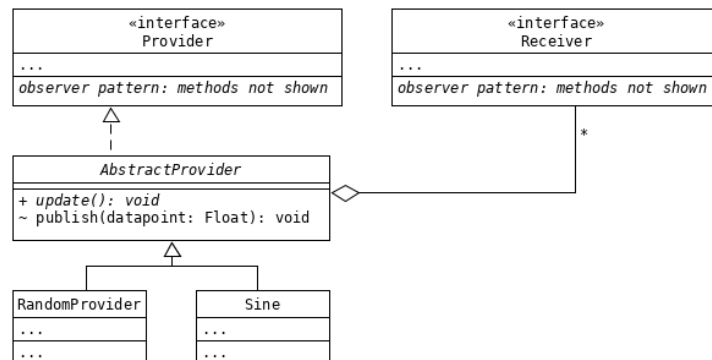 «interface»
Provider
...
observer pattern: methods not shown
«interface»
Receiver
...
observer pattern: methods not shown
*
AbstractProvider
+ update(): void
~ publish(datapoint: Float): void
RandomProvider
...
...
Sine
...
...